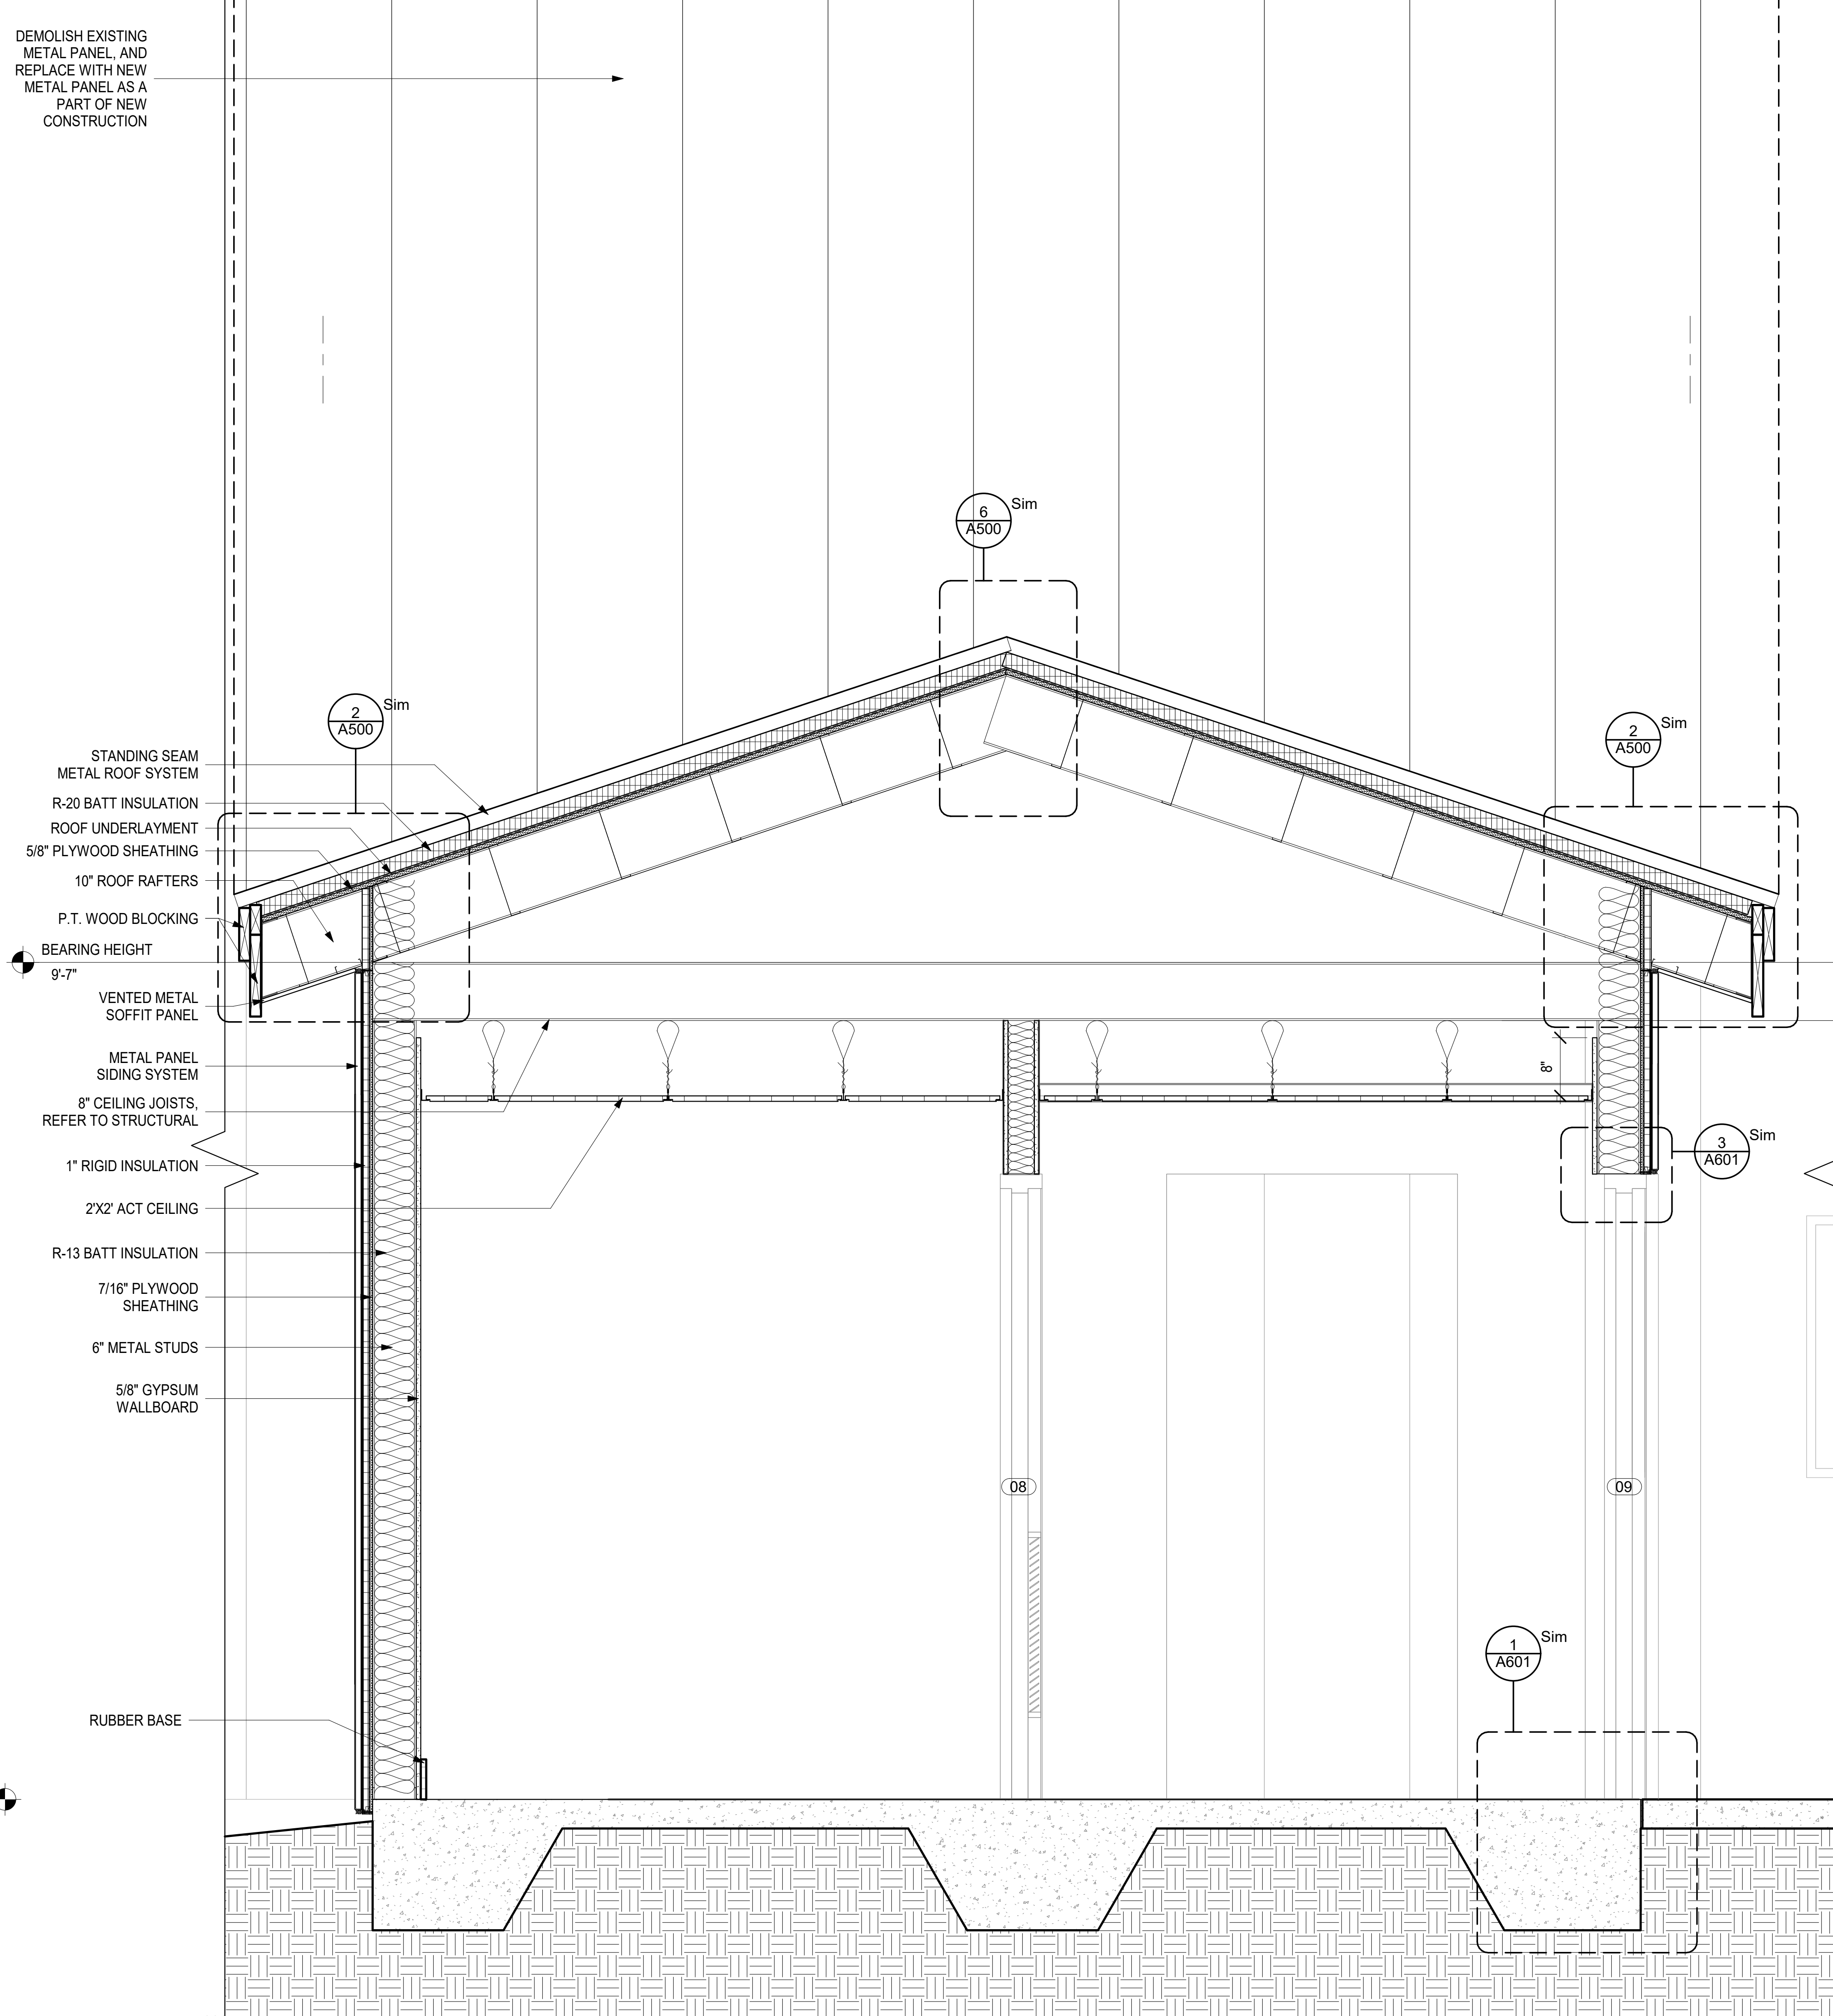 DEMOLISH EXISTING
METAL PANEL, AND
REPLACE WITH NEW
METAL PANEL AS A
PART OF NEW
CONSTRUCTION
6
A500
Sim
2
A500
Sim
2
A500
Sim
STANDING SEAM
METAL ROOF SYSTEM
R-20 BATT INSULATION
ROOF UNDERLAYMENT
5/8" PLYWOOD SHEATHING
10" ROOF RAFTERS
P.T. WOOD BLOCKING
BEARING HEIGHT
9'-7"
VENTED METAL
SOFFIT PANEL
METAL PANEL
SIDING SYSTEM
8" CEILING JOISTS,
REFER TO STRUCTURAL
8"
3
A601
Sim
1" RIGID INSULATION
2'X2' ACT CEILING
R-13 BATT INSULATION
7/16" PLYWOOD
SHEATHING
6" METAL STUDS
5/8" GYPSUM
WALLBOARD
08
09
1
A601
Sim
RUBBER BASE